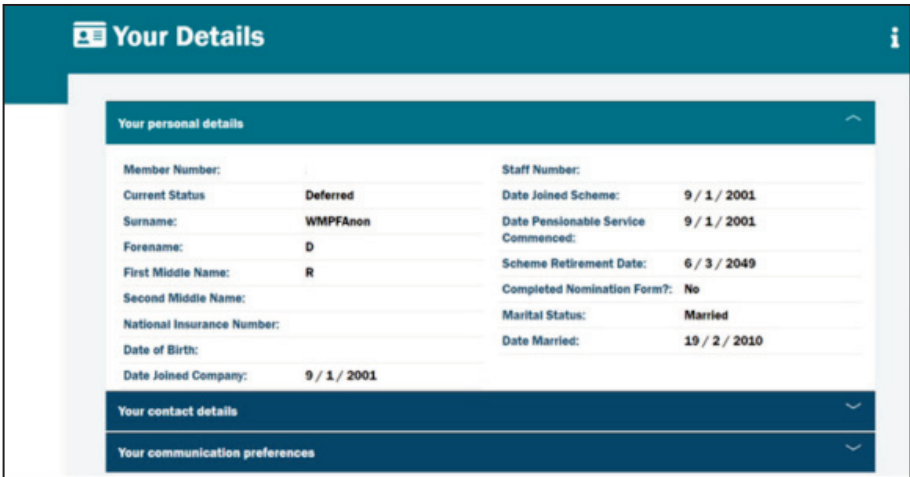 Your Details
i
Your personal details
Member Number:
Current Status Deferred
Surname: WMPFAnon
Forename: D
First Middle Name: R
Second Middle Name:
National Insurance Number:
Date of Birth:
Date Joined Company: 9 / 1 / 2001
Staff Number:
Date Joined Scheme: 9 / 1 / 2001
Date Pensionable Service 9 / 1 / 2001
Commenced:
Scheme Retirement Date: 6 / 3 / 2049
Completed Nomination Form?: No
Marital Status: Married
Date Married: 19 / 2 / 2010
Your contact details
Your communication preferences